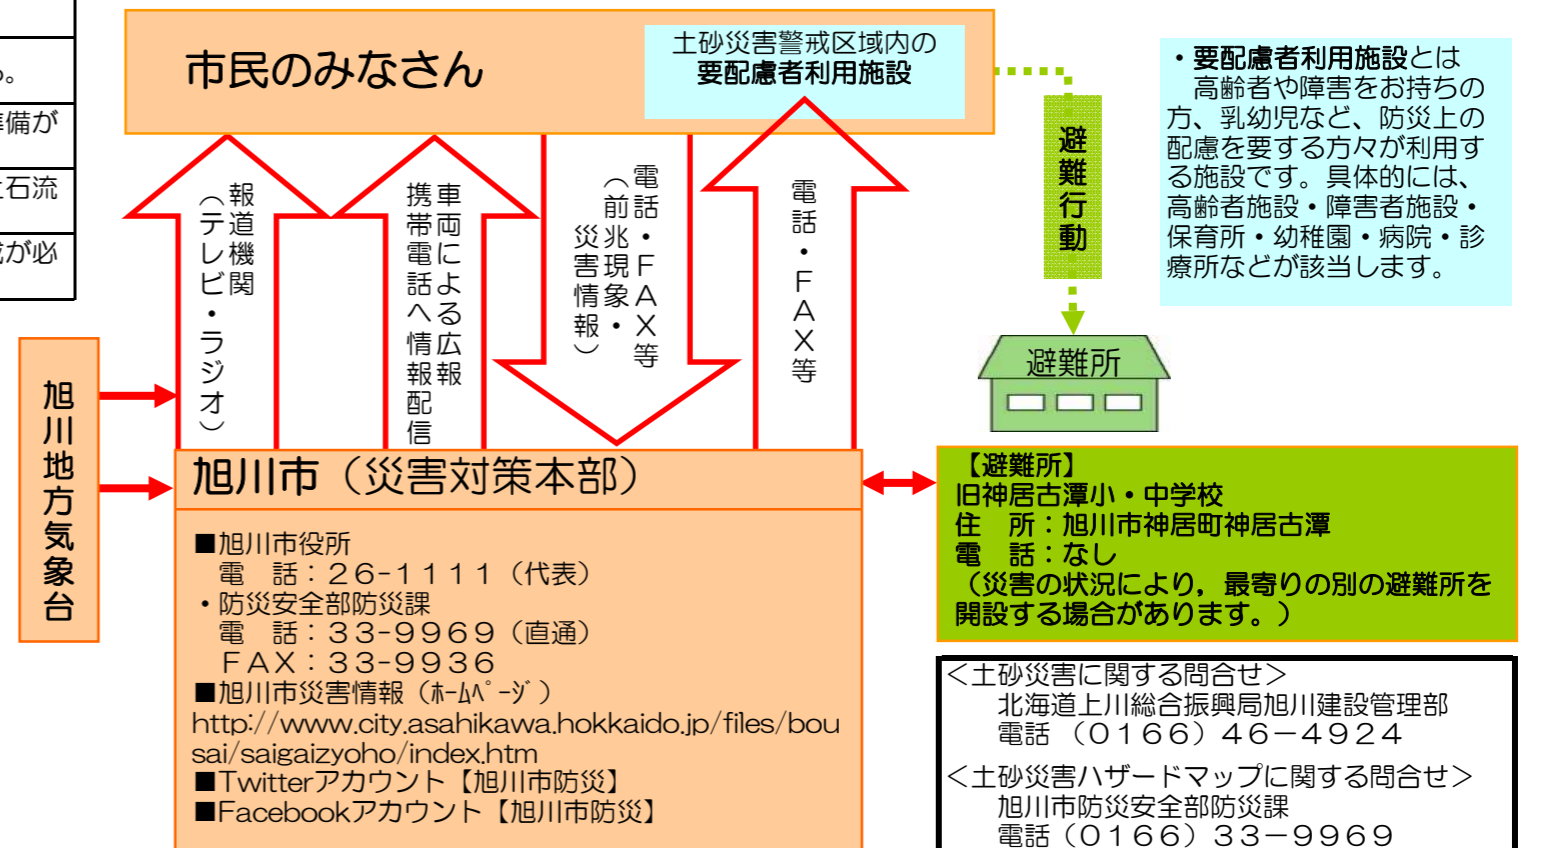 る。
準備が
土石流
成が必
市民のみなさん
土砂災害警戒区域内の
要配慮者利用施設
・要配慮者利用施設とは
高齢者や障害をお持ちの
方、乳幼児など、防災上の
配慮を要する方々が利用す
る施設です。具体的には、
高齢者施設・障害者施設・
保育所・幼稚園・病院・診
療所などが該当します。
報道機関
（テレビ・ラジオ）
車両による広報
携帯電話へ情報配信
電話・ＦＡＸ等
（前兆現象・
災害情報）
電話・ＦＡＸ等
避難行動
避難所
旭川地方気象台
旭川市（災害対策本部）
■旭川市役所
電　話：２６-１１１１（代表）
・防災安全部防災課
電　話：３３-９９６９（直通）
ＦＡＸ：３３-９９３６
■旭川市災害情報（ﾎｰﾑﾍﾟｰｼﾞ）
http://www.city.asahikawa.hokkaido.jp/files/bou
sai/saigaizyoho/index.htm
■Twitterアカウント【旭川市防災】
■Facebookアカウント【旭川市防災】
【避難所】
旧神居古潭小・中学校
住　所：旭川市神居町神居古潭
電　話：なし
（災害の状況により，最寄りの別の避難所を
開設する場合があります。）
＜土砂災害に関する問合せ＞
北海道上川総合振興局旭川建設管理部
電話（０１６６）４６－４９２４
＜土砂災害ハザードマップに関する問合せ＞
旭川市防災安全部防災課
電話（０１６６）３３－９９６９